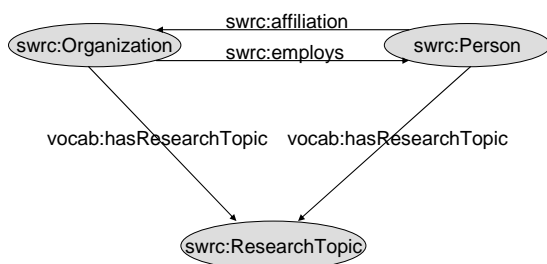 swrc:affiliation
swrc:Organization
swrc:Person
swrc:employs
vocab:hasResearchTopic
vocab:hasResearchTopic
swrc:ResearchTopic